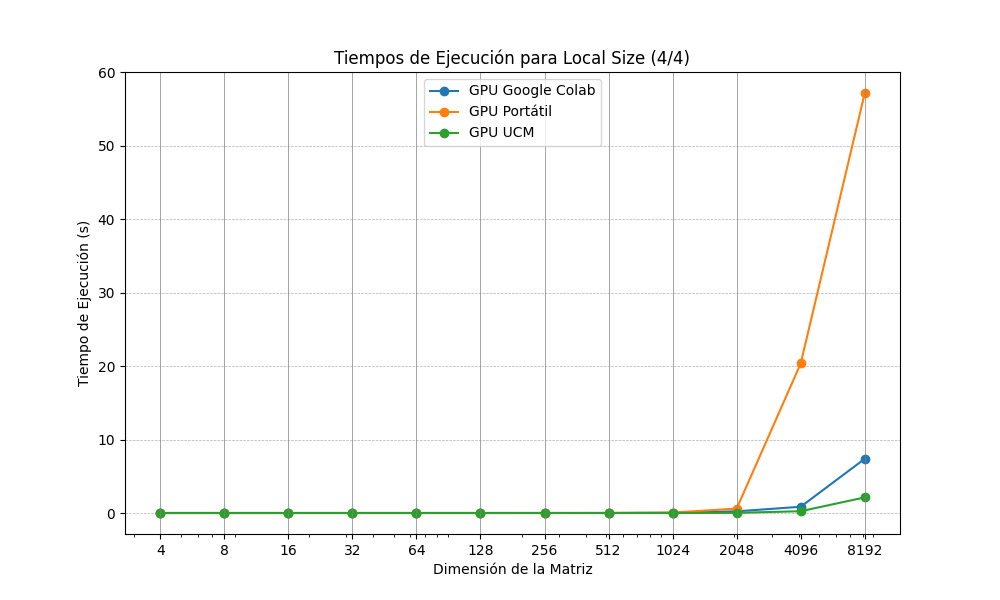 Tiempos de Ejecución para Local Size (4/4)
GPU Google Colab
GPU Portátil
GPU UCM
Tiempo de Ejecución (s)
60
50
40
30
20
10
0
4 8 16 32 64 128 256 512 1024 2048 4096 8192
Dimensión de la Matriz